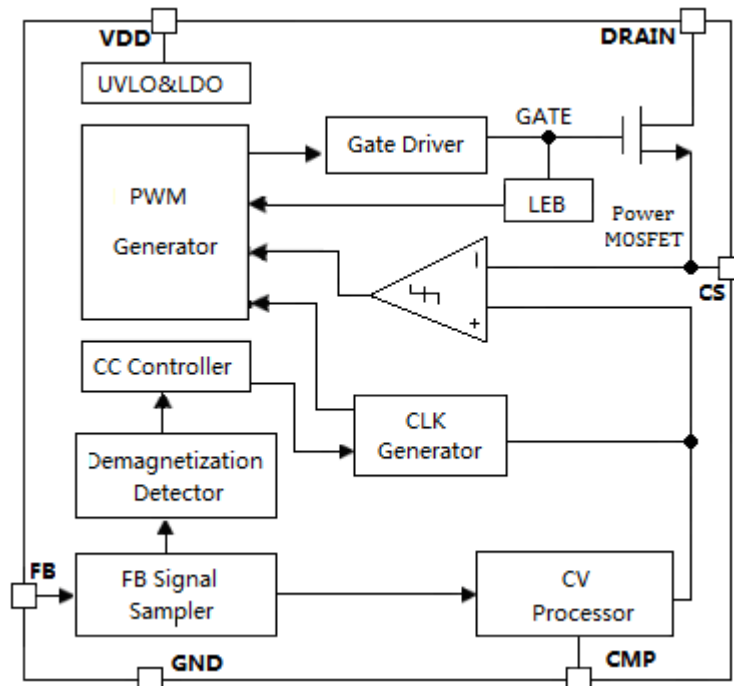 VDD
DRAIN
UVLO&LDO
GATE
Gate Driver
PWM
Generator
LEB
Power
MOSFET
CS
CC Controller
CLK
Generator
Demagnetization
Detector
FB
FB Signal
Sampler
CV
Processor
GND
CMP